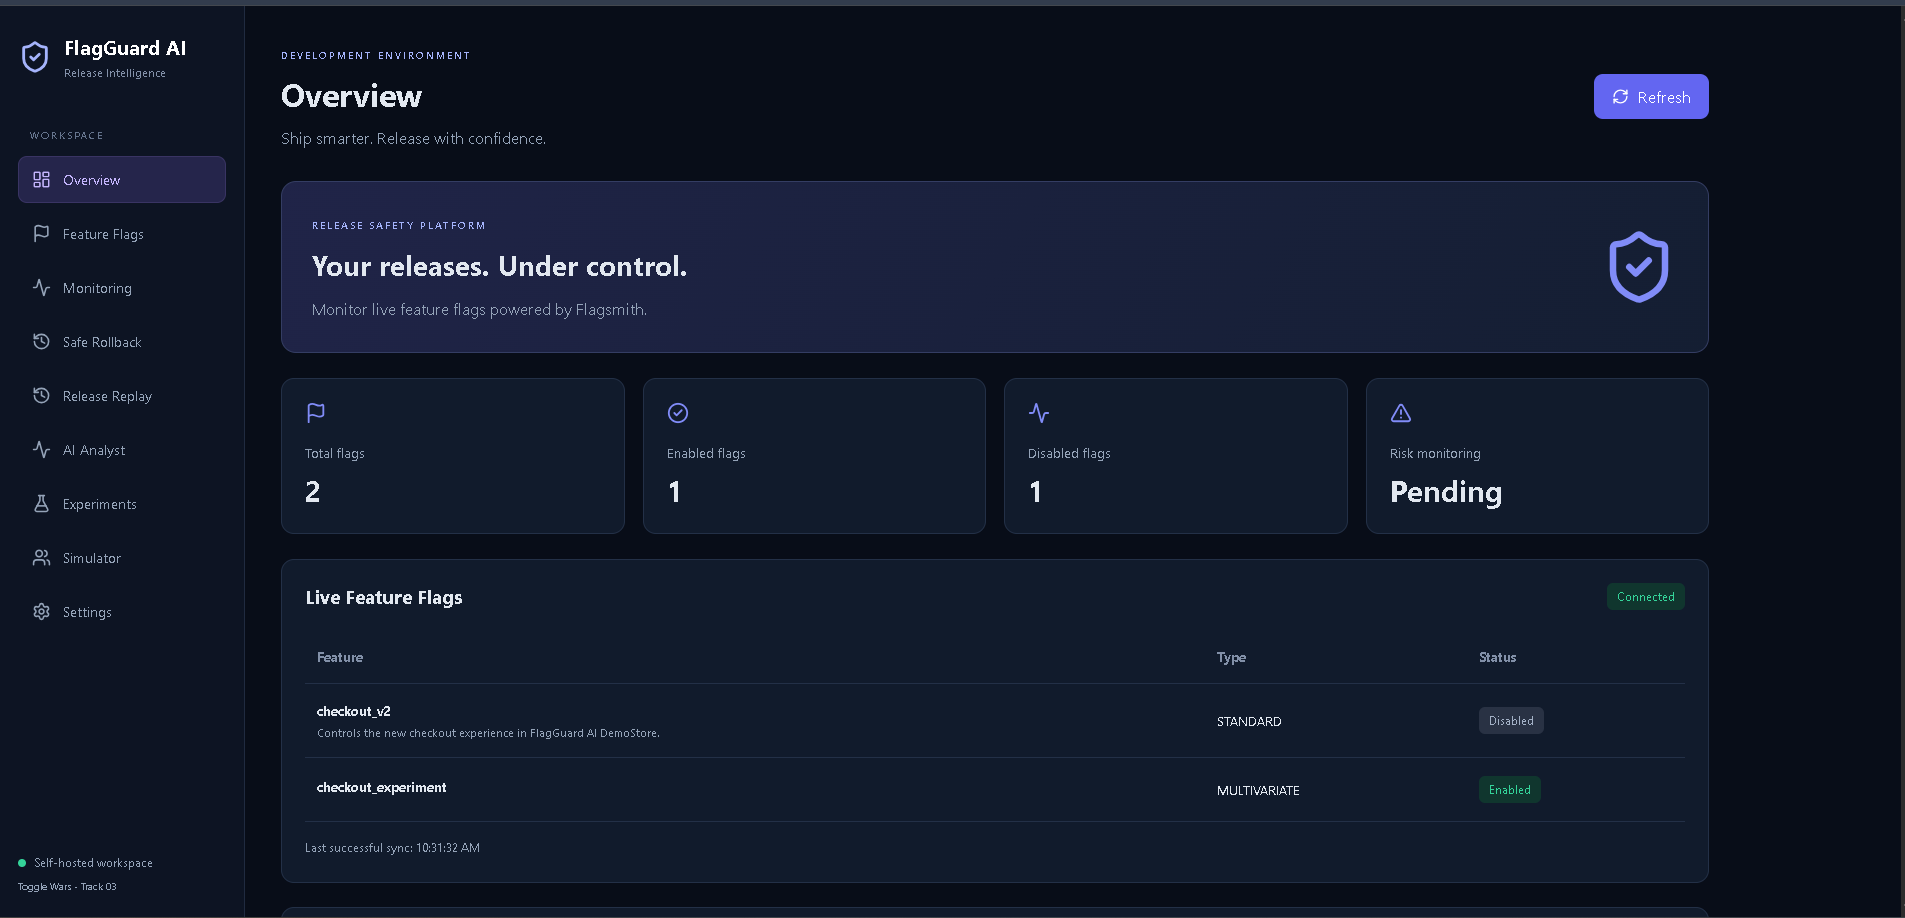 FlagGuard AI
Release Intelligence
WORKSPACE
Overview
Feature Flags
Monitoring
Safe Rollback
Release Replay
AI Analyst
Experiments
Simulator
Settings
Self-hosted workspace
Toggle Wars - Track 03
DEVELOPMENT ENVIRONMENT
Overview
Ship smarter. Release with confidence.
Refresh
RELEASE SAFETY PLATFORM
Your releases. Under control.
Monitor live feature flags powered by Flagsmith.
Total flags
2
Enabled flags
1
Disabled flags
1
Risk monitoring
Pending
Live Feature Flags
Connected
Feature Type Status
checkout_v2
Controls the new checkout experience in FlagGuard AI DemoStore.
STANDARD
Disabled
checkout_experiment
MULTIVARIATE
Enabled
Last successful sync: 10:31:32 AM